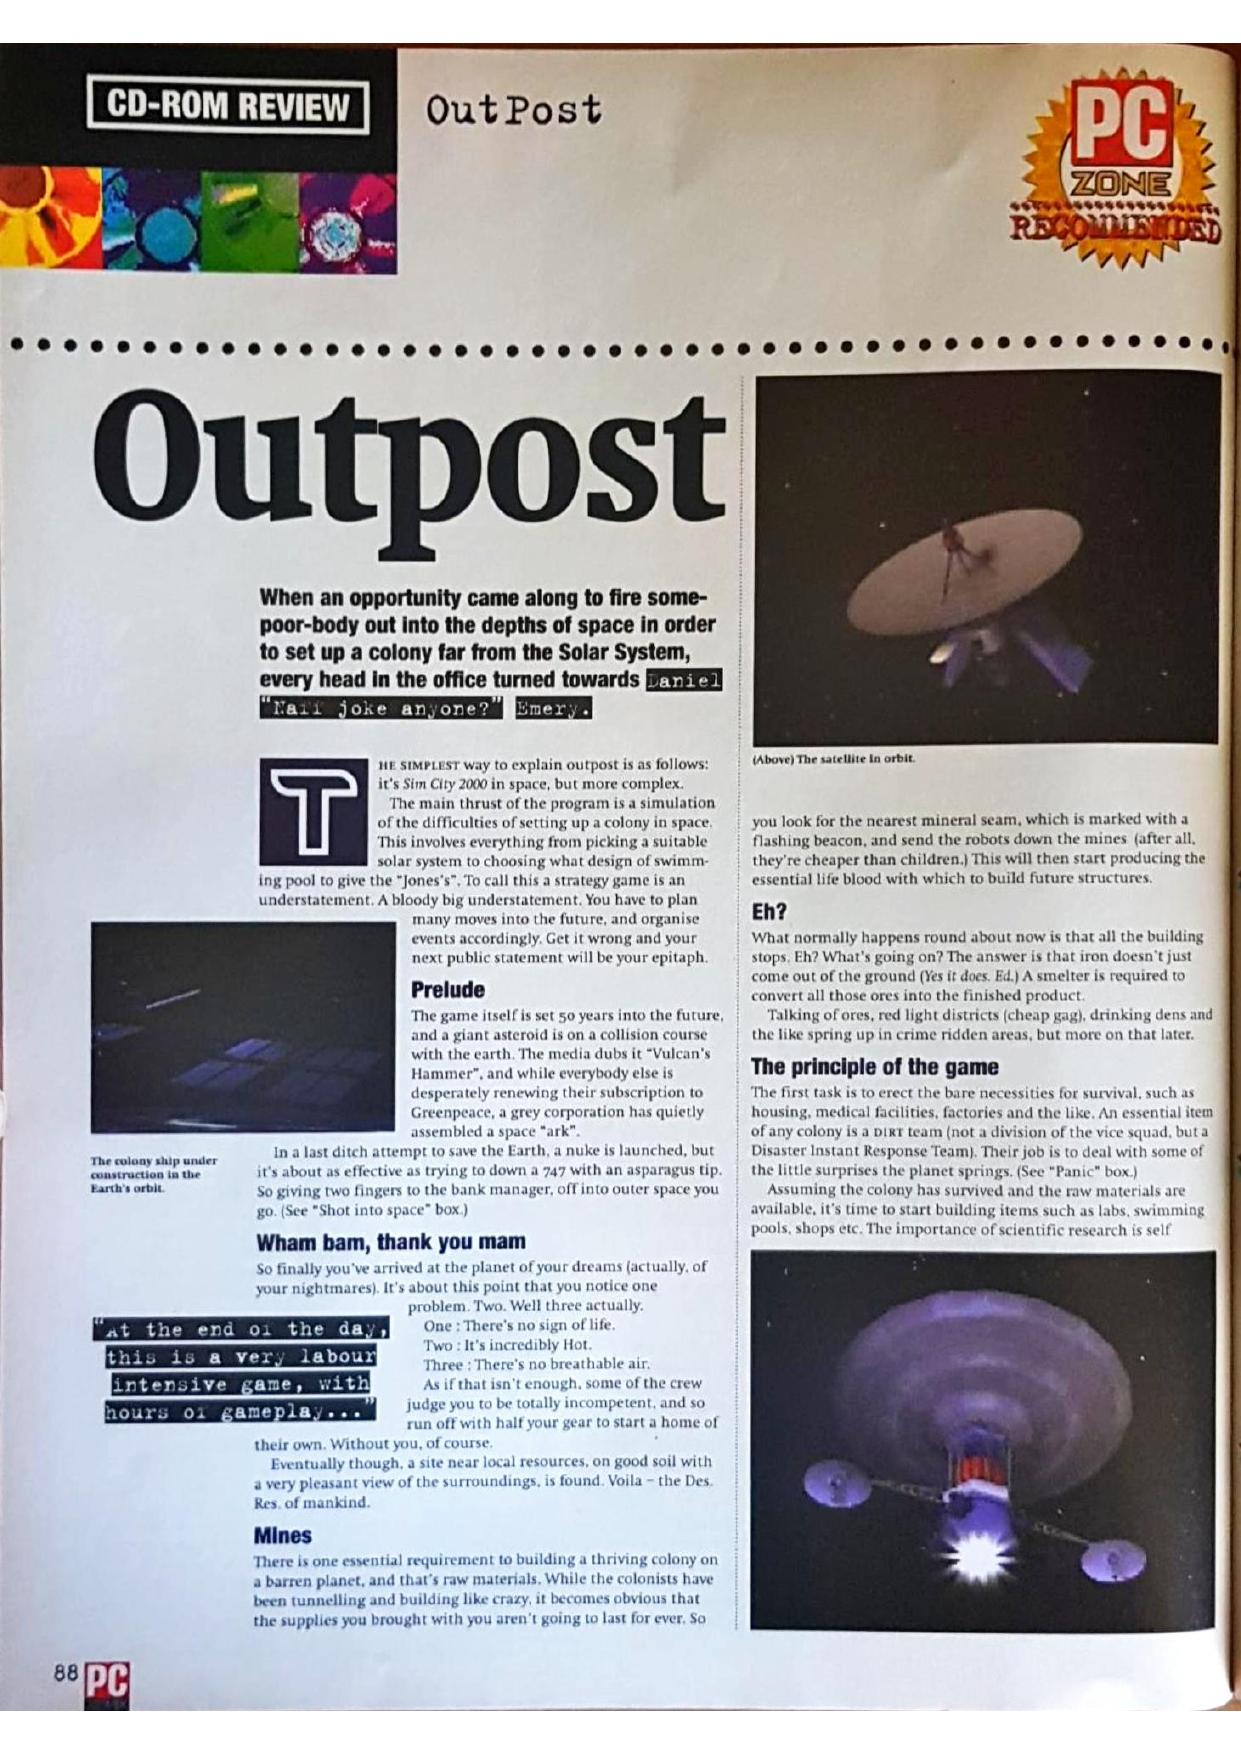 CD-ROM REVIEW
OutPost
PC
ZONE
RECOMMENDED
Outpost
When an opportunity came along to fire some-
poor-body out into the depths of space in order
to set up a colony far from the Solar System,
every head in the office turned towards Daniel
"Nail joke anyone?" Emery.
THE SIMPLEST way to explain outpost is as follows:
it's Sim City 2000 in space, but more complex.
The main thrust of the program is a simulation
of the difficulties of setting up a colony in space.
This involves everything from picking a suitable
solar system to choosing what design of swimm-
ing pool to give the "Jones's". To call this a strategy game is an
understatement. A bloody big understatement. You have to plan
many moves into the future, and organise
events accordingly. Get it wrong and your
next public statement will be your epitaph.
Prelude
The game itself is set 50 years into the future,
and a giant asteroid is on a collision course
with the earth. The media dubs it "Vulcan's
Hammer", and while everybody else is
desperately renewing their subscription to
Greenpeace, a grey corporation has quietly
assembled a space "ark".
In a last ditch attempt to save the Earth, a nuke is launched, but
it's about as effective as trying to down a 747 with an asparagus tip.
So giving two fingers to the bank manager, off into outer space you
go. (See "Shot into space" box.)
The colony ship under
construction in the
Earth's orbit.
Wham bam, thank you mam
So finally you've arrived at the planet of your dreams (actually, of
your nightmares). It's about this point that you notice one
problem. Two. Well three actually.
One : There's no sign of life.
Two : It's incredibly Hot.
Three : There's no breathable air.
As if that isn't enough, some of the crew
judge you to be totally incompetent, and so
run off with half your gear to start a home of
their own. Without you, of course.
Eventually though, a site near local resources, on good soil with
a very pleasant view of the surroundings, is found. Voila – the Des.
Res. of mankind.
"At the end of the day,
this is a very labour
intensive game, with
hours of gameplay..."
Mines
There is one essential requirement to building a thriving colony on
a barren planet, and that's raw materials. While the colonists have
been tunnelling and building like crazy, it becomes obvious that
the supplies you brought with you aren't going to last for ever. So
(Above) The satellite in orbit.
you look for the nearest mineral seam, which is marked with a
flashing beacon, and send the robots down the mines (after all,
they're cheaper than children.) This will then start producing the
essential life blood with which to build future structures.
Eh?
What normally happens round about now is that all the building
stops. Eh? What's going on? The answer is that iron doesn't just
come out of the ground (Yes it does. Ed.) A smelter is required to
convert all those ores into the finished product.
Talking of ores, red light districts (cheap gag), drinking dens and
the like spring up in crime ridden areas, but more on that later.
The principle of the game
The first task is to erect the bare necessities for survival, such as
housing, medical facilities, factories and the like. An essential item
of any colony is a DIRT team (not a division of the vice squad, but a
Disaster Instant Response Team). Their job is to deal with some of
the little surprises the planet springs. (See "Panic" box.)
Assuming the colony has survived and the raw materials are
available, it's time to start building items such as labs, swimming
pools, shops etc. The importance of scientific research is self
88 PC